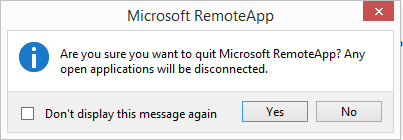 Microsoft RemoteApp
Are you sure you want to quit Microsoft RemoteApp? Any
open applications will be disconnected.
Don't display this message again
Yes
No